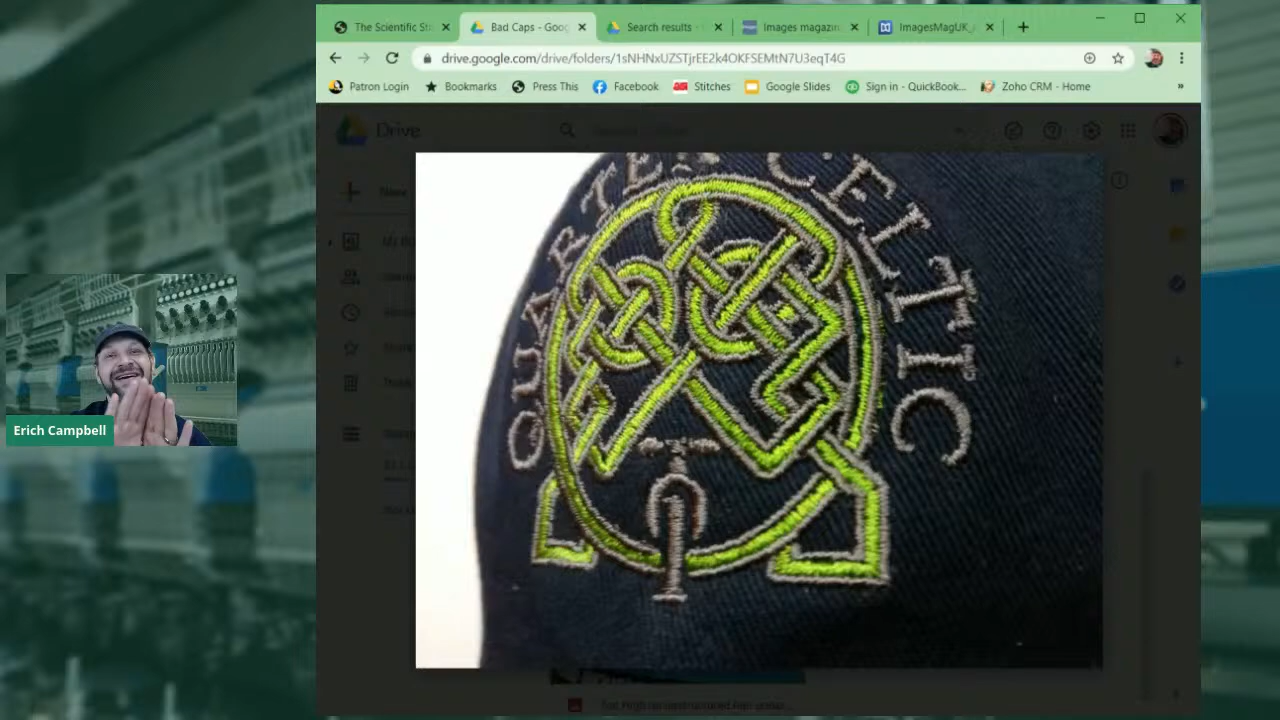 The Scientific St
Bad Caps - Goog
Search results -
Images magazin
ImagesMagUK_
drive.google.com/drive/folders/1sNHNxUZSTjrEE2k4OKFSEMtN7U3eqT4G
Patron Login
Bookmarks
Press This
Facebook
Stitches
Google Slides
Sign in - QuickBook...
Zoho CRM - Home
»
Drive
QUARTER CELTIC
Erich Campbell